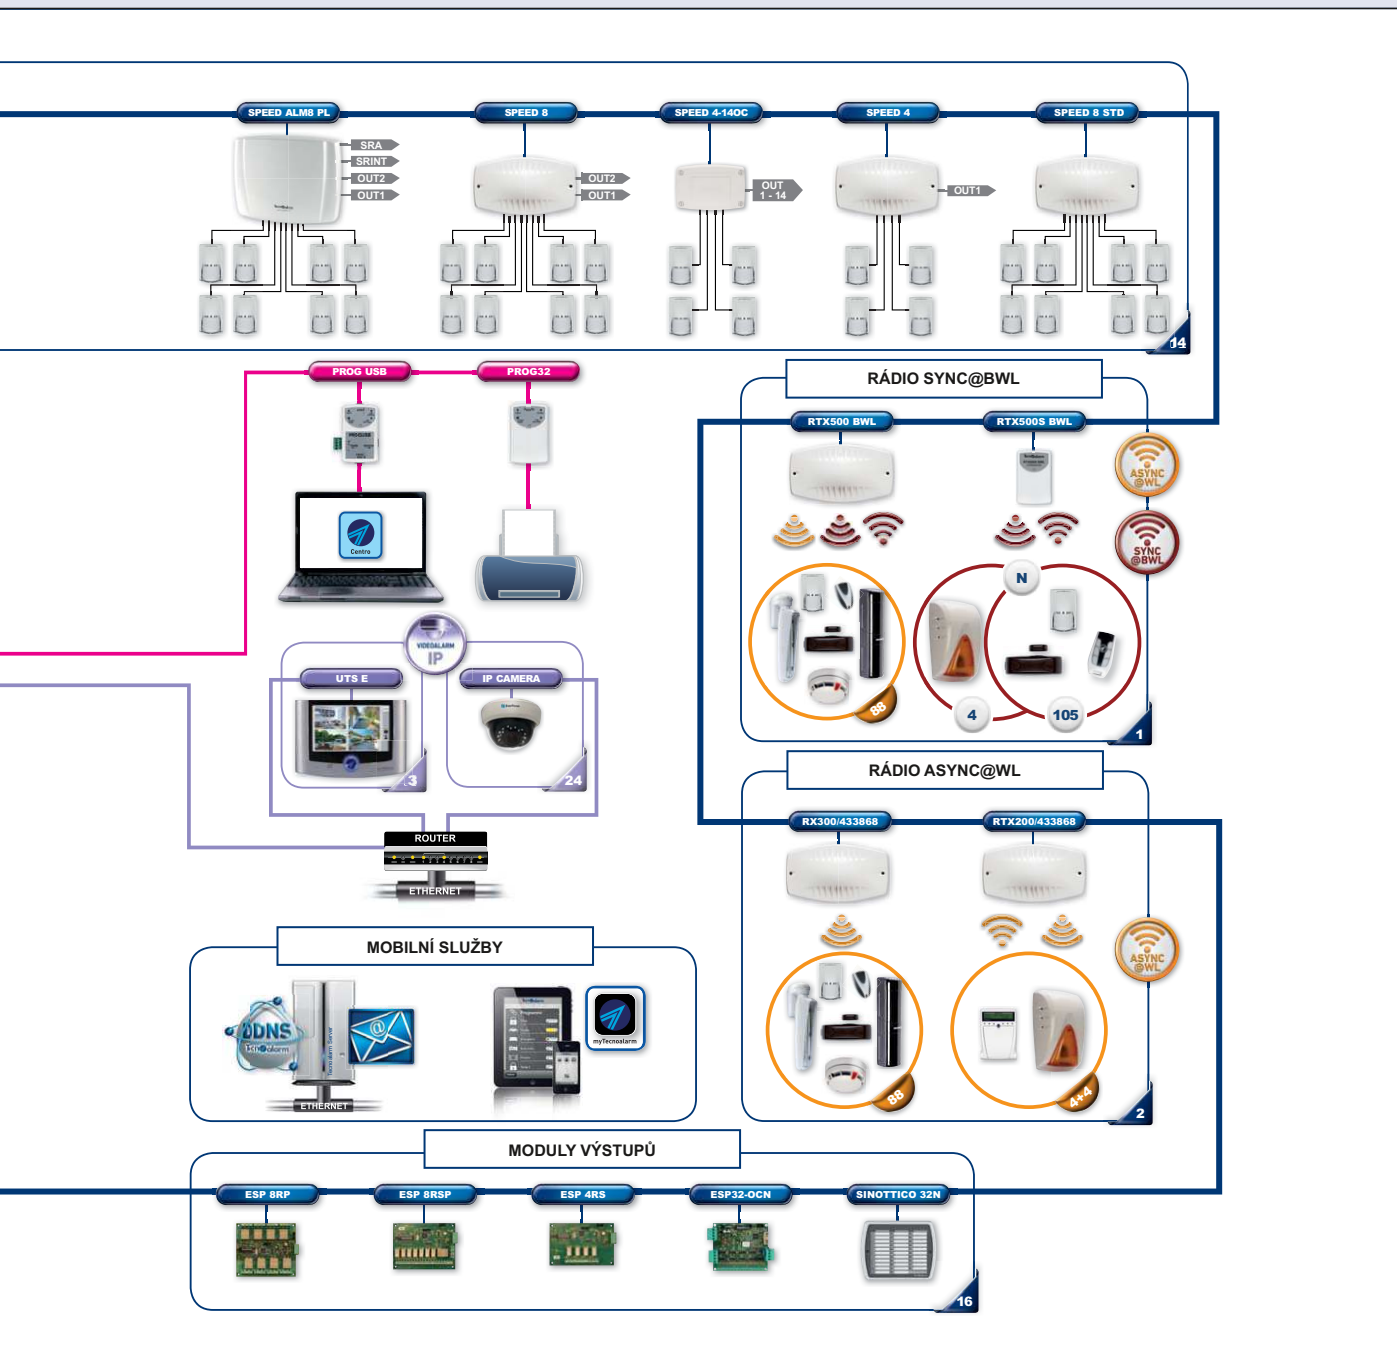 SPEED ALM8 PL
SPEED 8
SPEED 4-14OC
SPEED 4
SPEED 8 STD
SRA
SRINT
OUT2
OUT1
OUT2
OUT1
OUT
1 - 14
OUT1
14
PROG USB
PROG32
Centro
RÁDIO SYNC@BWL
RTX500 BWL
RTX500S BWL
ASYNC
@WL
SYNC
@BWL
N
88
4
105
1
VIDEOALARM
IP
UTS E
IP CAMERA
3
24
ROUTER
ETHERNET
RÁDIO ASYNC@WL
RX300/433868
RTX200/433868
ASYNC
@WL
88
4+4
2
MOBILNÍ SLUŽBY
DDNS
Tecnoalarm
Tecnoalarm Server
@
ETHERNET
myTecnoalarm
MODULY VÝSTUPŮ
ESP 8RP
ESP 8RSP
ESP 4RS
ESP32-OCN
SINOTTICO 32N
16